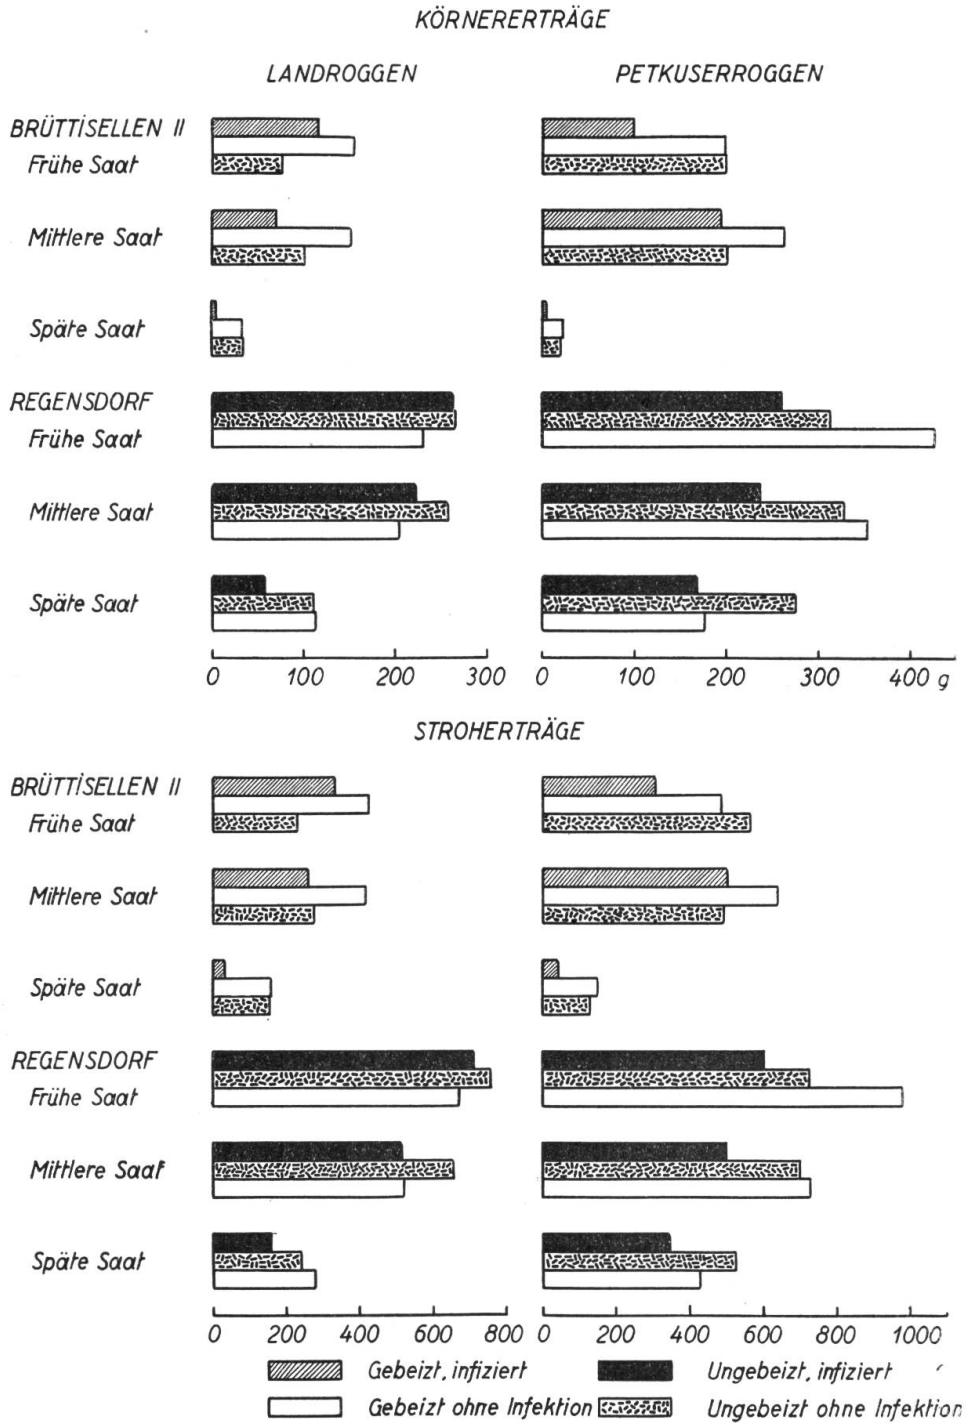 KÖRNERERTRÄGE
LANDROGGEN PETKUSERROGGEN
BRÜTTISELLEN II
Frühe Saat
Mittlere Saat
Späte Saat
REGENSDORF
Frühe Saat
Mittlere Saat
Späte Saat
0 100 200 300 0 100 200 300 400 g
STROHERTRÄGE
BRÜTTISELLEN II
Frühe Saat
Mittlere Saat
Späte Saat
REGENSDORF
Frühe Saat
Mittlere Saat
Späte Saat
0 200 400 600 800 0 200 400 600 800 1000
Gebeizt, infiziert Ungebeizt, infiziert
Gebeizt ohne Infektion Ungebeizt ohne Infektion